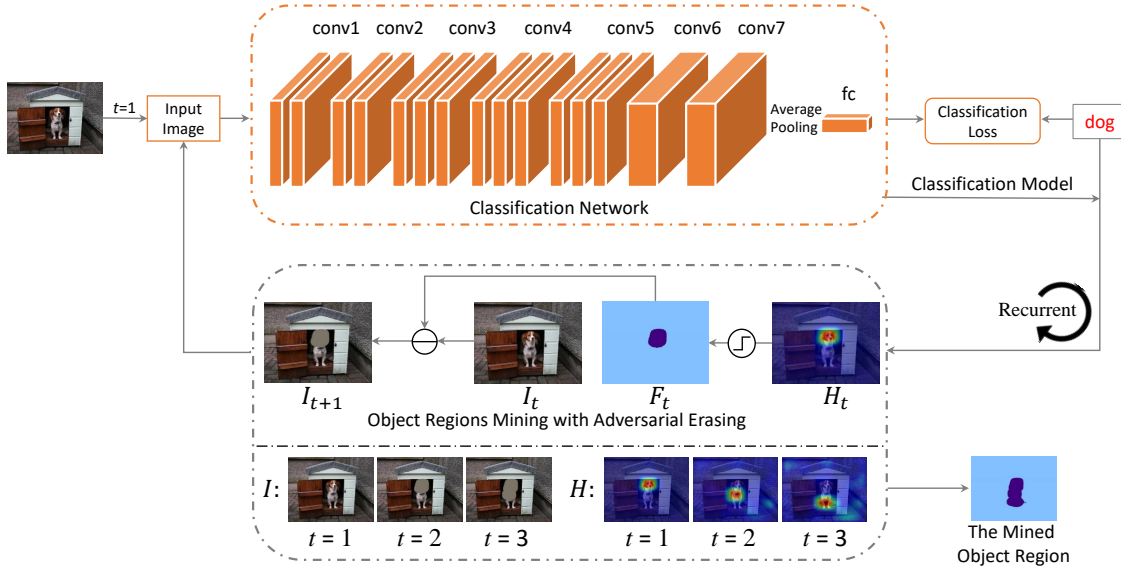 conv1 conv2 conv3 conv4 conv5 conv6 conv7
t=1
Input
Image
Average
Pooling
fc
Classification
Loss
dog
Classification Network
Classification Model
Recurrent
I_{t+1}
I_t
F_t
H_t
Object Regions Mining with Adversarial Erasing
I:
H:
t = 1 t = 2 t = 3
t = 1 t = 2 t = 3
The Mined
Object Region